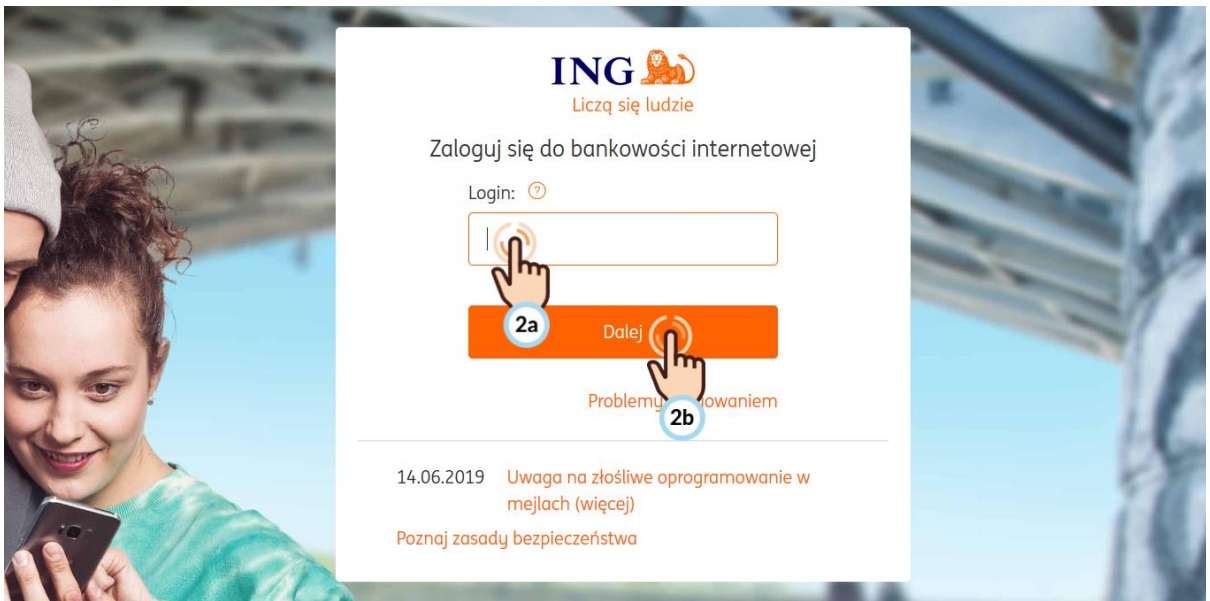 ING
Liczą się ludzie
Zaloguj się do bankowości internetowej
Login: ?
2a
Dalej
Problemy
2b
14.06.2019 Uwaga na złośliwe oprogramowanie w
mejlach (więcej)
Poznaj zasady bezpieczeństwa